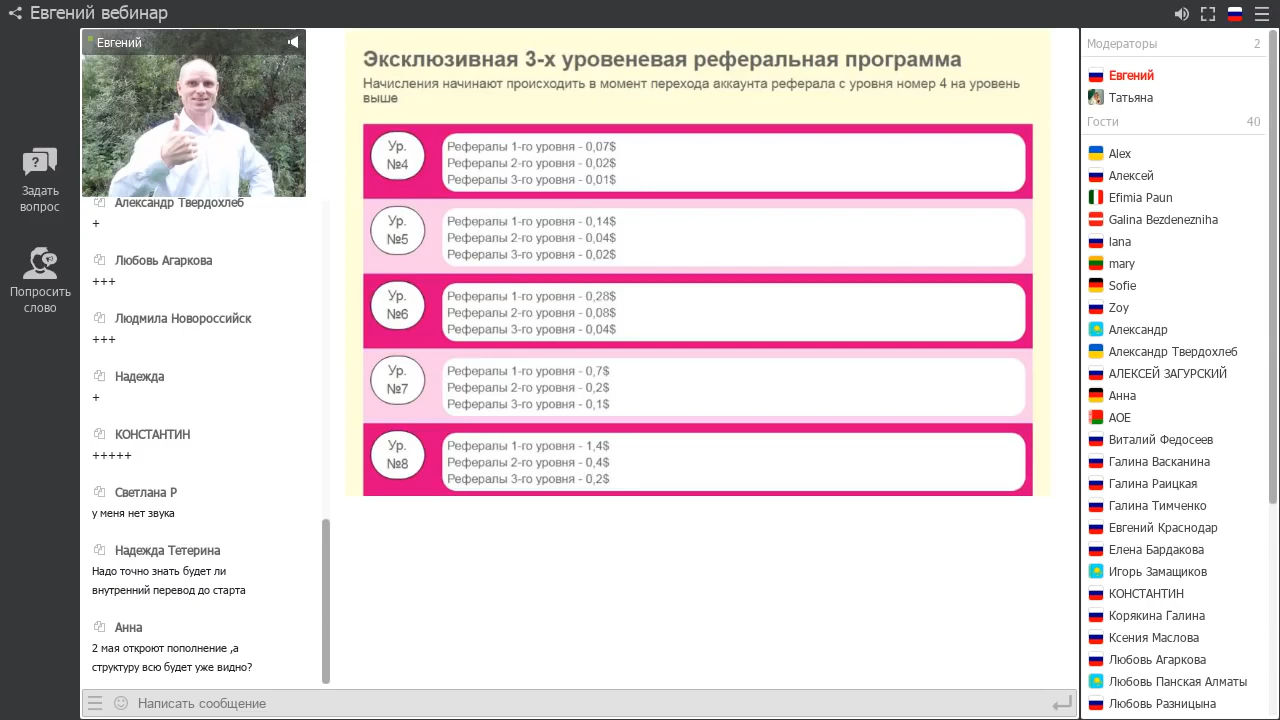 Евгений вебинар
Задать
вопрос
Попросить
слово
Евгений
Александр Твердохлеб
+
Любовь Агаркова
+++
Людмила Новороссийск
+++
Надежда
+
КОНСТАНТИН
+++++
Светлана Р
у меня нет звука
Надежда Тетерина
Надо точно знать будет ли
внутренний перевод до старта
Анна
2 мая откроют пополнение ,а
структуру всю будет уже видно?
Написать сообщение
Эксклюзивная 3-х уровеневая реферальная программа
Начисления начинают происходить в момент перехода аккаунта реферала с уровня номер 4 на уровень
выше
Ур.
№4
Рефералы 1-го уровня - 0,07$
Рефералы 2-го уровня - 0,02$
Рефералы 3-го уровня - 0,01$
Ур.
№5
Рефералы 1-го уровня - 0,14$
Рефералы 2-го уровня - 0,04$
Рефералы 3-го уровня - 0,02$
Ур.
№6
Рефералы 1-го уровня - 0,28$
Рефералы 2-го уровня - 0,08$
Рефералы 3-го уровня - 0,04$
Ур.
№7
Рефералы 1-го уровня - 0,7$
Рефералы 2-го уровня - 0,2$
Рефералы 3-го уровня - 0,1$
Ур.
№8
Рефералы 1-го уровня - 1,4$
Рефералы 2-го уровня - 0,4$
Рефералы 3-го уровня - 0,2$
Модераторы 2
Евгений
Татьяна
Гости 40
Alex
Алексей
Efimia Paun
Galina Bezdenezniha
lana
mary
Sofie
Zoy
Александр
Александр Твердохлеб
АЛЕКСЕЙ ЗАГУРСКИЙ
Анна
АОЕ
Виталий Федосеев
Галина Васканина
Галина Раицкая
Галина Тимченко
Евгений Краснодар
Елена Бардакова
Игорь Замащиков
КОНСТАНТИН
Корякина Галина
Ксения Маслова
Любовь Агаркова
Любовь Панская Алматы
Любовь Разницына